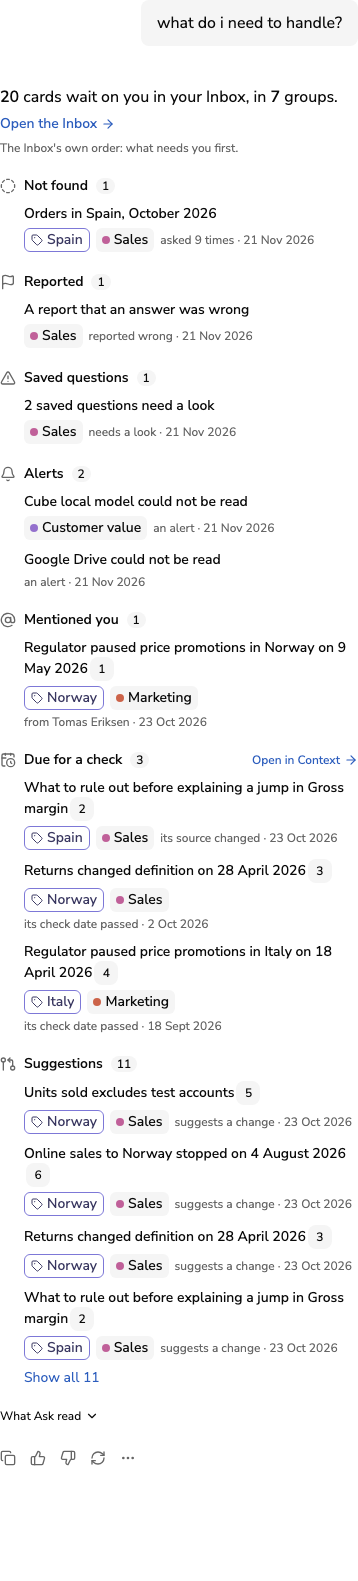 what do i need to handle?
20 cards wait on you in your Inbox, in 7 groups.
Open the Inbox →
The Inbox's own order: what needs you first.
Not found 1
Orders in Spain, October 2026
Spain Sales asked 9 times · 21 Nov 2026
Reported 1
A report that an answer was wrong
Sales reported wrong · 21 Nov 2026
Saved questions 1
2 saved questions need a look
Sales needs a look · 21 Nov 2026
Alerts 2
Cube local model could not be read
Customer value an alert · 21 Nov 2026
Google Drive could not be read
an alert · 21 Nov 2026
Mentioned you 1
Regulator paused price promotions in Norway on 9
May 2026 1
Norway Marketing
from Tomas Eriksen · 23 Oct 2026
Due for a check 3 Open in Context →
What to rule out before explaining a jump in Gross
margin 2
Spain Sales its source changed · 23 Oct 2026
Returns changed definition on 28 April 2026 3
Norway Sales
its check date passed · 2 Oct 2026
Regulator paused price promotions in Italy on 18
April 2026 4
Italy Marketing
its check date passed · 18 Sept 2026
Suggestions 11
Units sold excludes test accounts 5
Norway Sales suggests a change · 23 Oct 2026
Online sales to Norway stopped on 4 August 2026
6
Norway Sales suggests a change · 23 Oct 2026
Returns changed definition on 28 April 2026 3
Norway Sales suggests a change · 23 Oct 2026
What to rule out before explaining a jump in Gross
margin 2
Spain Sales suggests a change · 23 Oct 2026
Show all 11
What Ask read